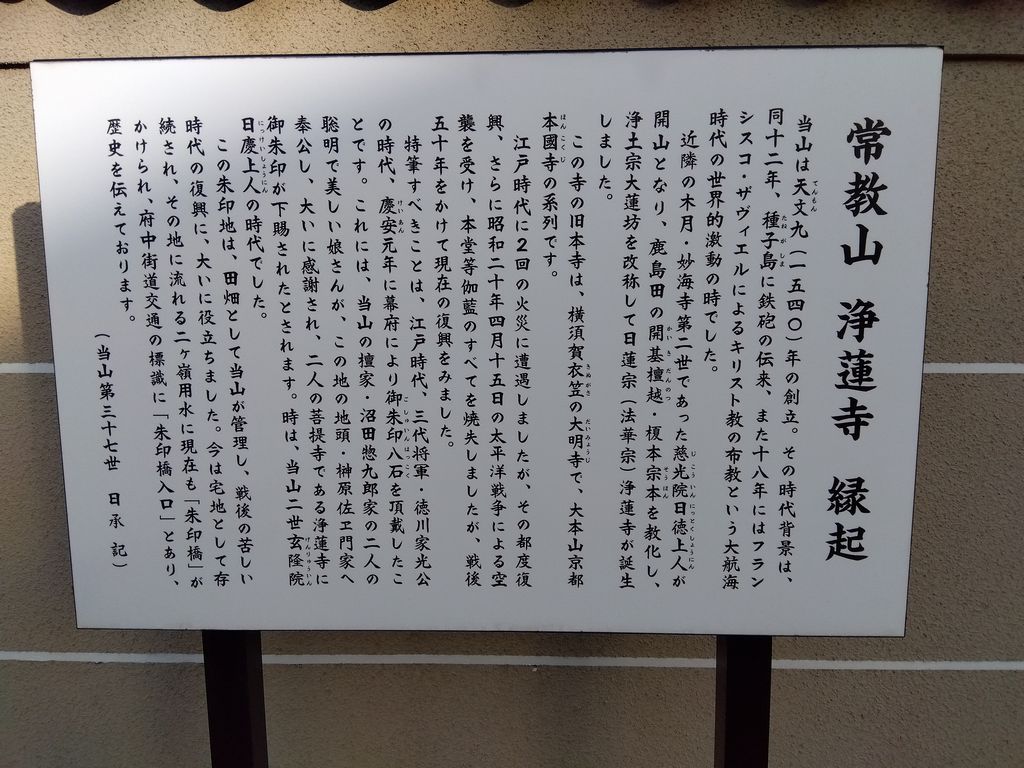 常教山 浄蓮寺 縁起
当山は天文九(一五四〇)年の創立。その時代背景は、
同十二年、種子島に鉄砲の伝来、また十八年にはフラン
シスコ・ザヴィエルによるキリスト教の布教という大航海
時代の世界的激動の時でした。
近隣の木月・妙海寺第二世であった慈光院日徳上人が
開山となり、鹿島田の開基檀越・榎本宗本を教化し、
浄土宗大蓮坊を改称して日蓮宗(法華宗)浄蓮寺が誕生
しました。
この寺の旧本寺は、横須賀衣笠の大明寺で、大本山京都
本國寺の系列です。
江戸時代に2回の火災に遭遇しましたが、その都度復
興、さらに昭和二十年四月十五日の太平洋戦争による空
襲を受け、本堂等伽藍のすべてを焼失しましたが、戦後
五十年をかけて現在の復興をみました。
特筆すべきことは、江戸時代、三代将軍・徳川家光公
の時代、慶安元年に幕府により御朱印八石を頂戴したこ
とです。これには、当山の檀家・沼田惣九郎家の二人の
聡明で美しい娘さんが、この地の地頭・榊原佐ヱ門家へ
奉公し、大いに感謝され、二人の菩提寺である浄蓮寺に
御朱印が下賜されたとされます。時は、当山二世玄隆院
日慶上人の時代でした。
この朱印地は、田畑として当山が管理し、戦後の苦しい
時代の復興に、大いに役立ちました。今は宅地として存
続され、その地に流れる二ヶ領用水に現在も「朱印橋」が
かけられ、府中街道交通の標識に「朱印橋入口」とあり、
歴史を伝えております。
(当山第三十七世 日承 記)